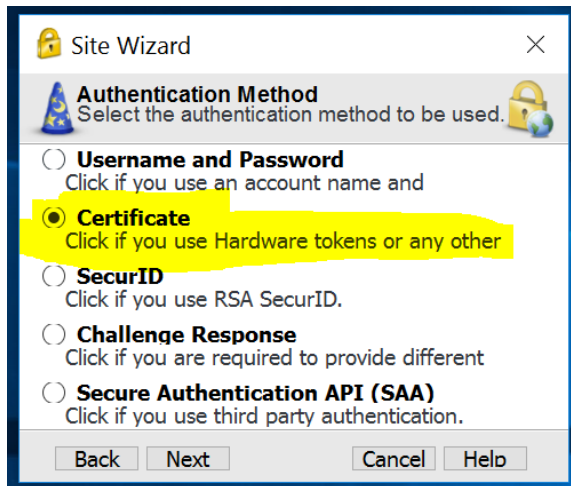 Site Wizard
Authentication Method
Select the authentication method to be used.
Username and Password
Click if you use an account name and
Certificate
Click if you use Hardware tokens or any other
SecurID
Click if you use RSA SecurID.
Challenge Response
Click if you are required to provide different
Secure Authentication API (SAA)
Click if you use third party authentication.
Back Next Cancel Help